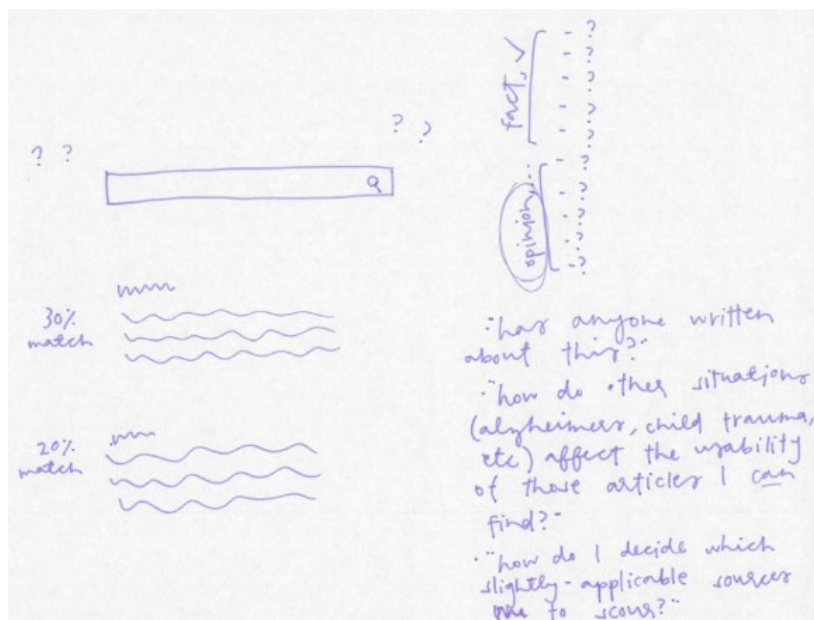 ? ?
? ?
30%
match
20%
match
fact, ✓
- ?
- ?
- ?
- ?
- ?
opinion, ...
- ?
- ?
- ?
- ?
- ?
· "has anyone written
about this?"
· "how do other situations
(alzheimers, child trauma,
etc) affect the usability
of those articles I can
find?"
· "how do I decide which
slightly-applicable sources
to scour?"